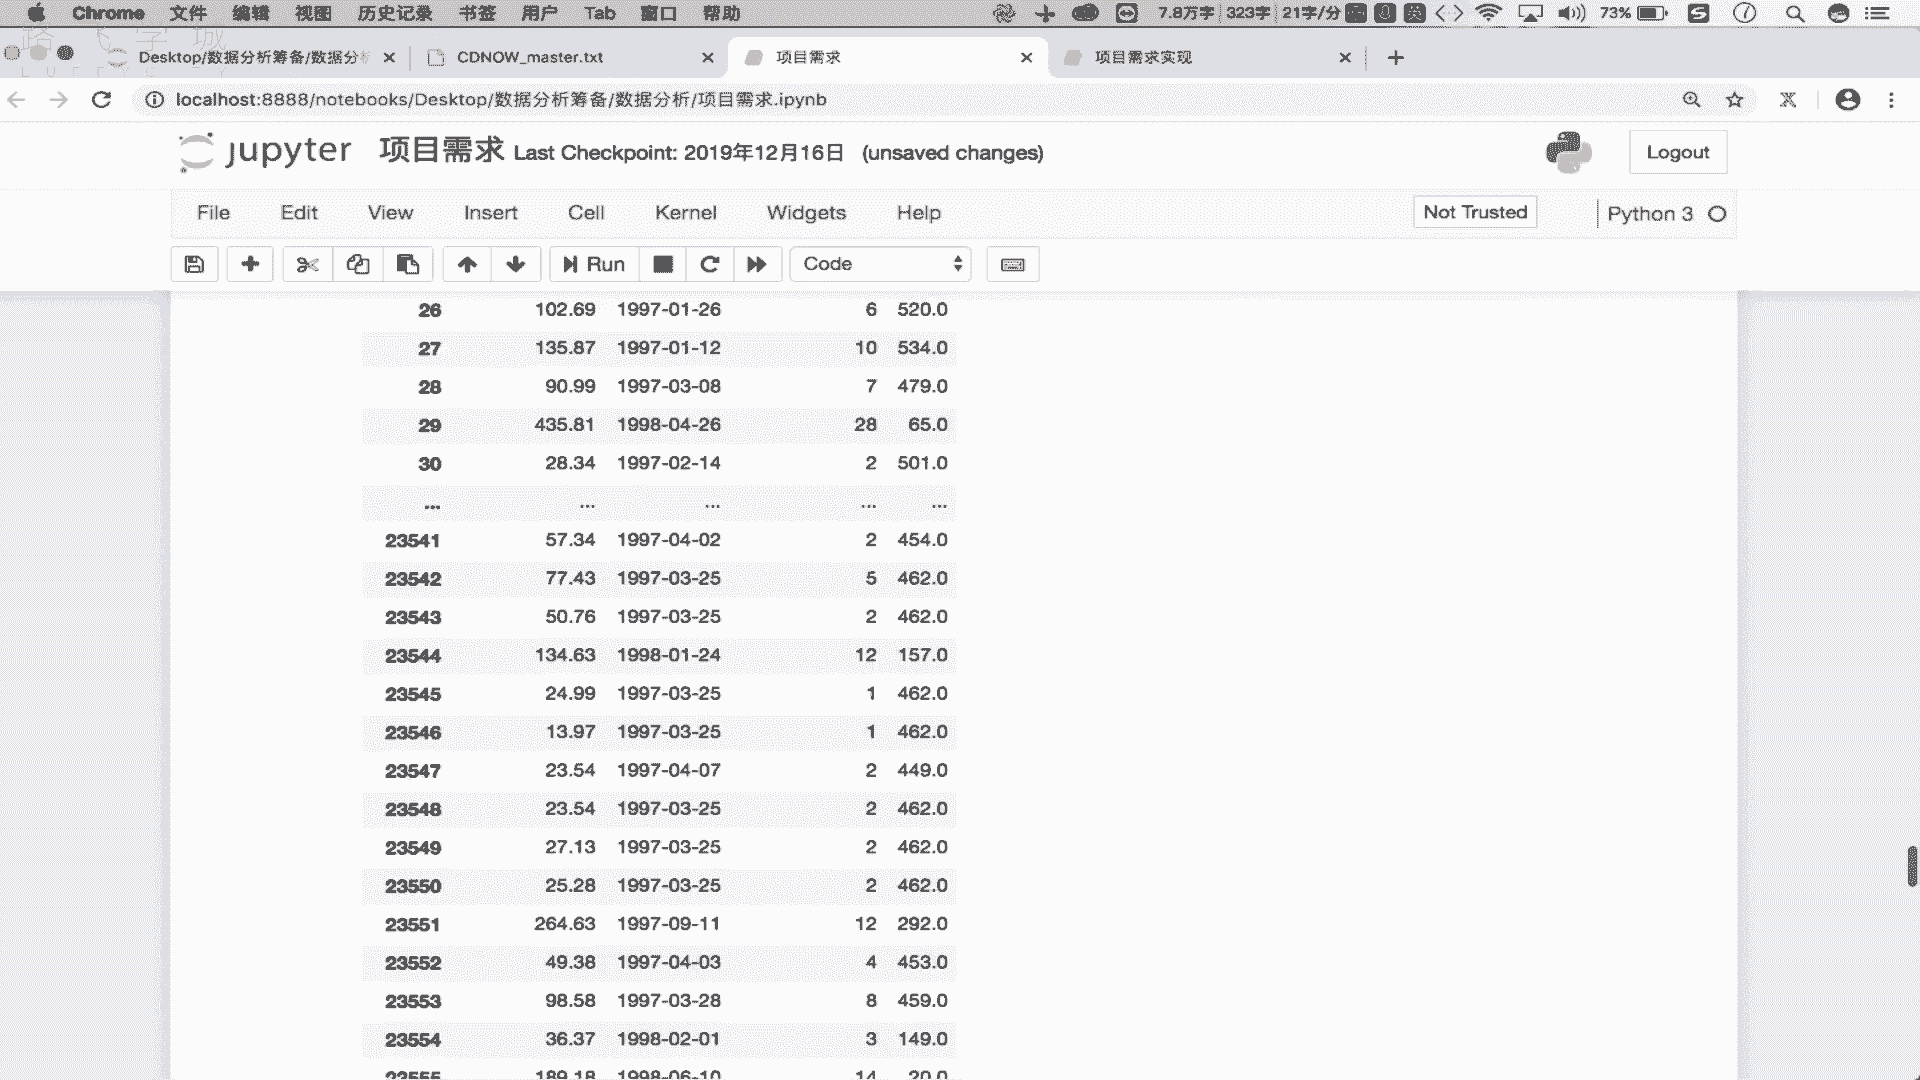 Chrome 文件 编辑 视图 历史记录 书签 用户 Tab 窗口 帮助 7.8万字 323字 21字/分 英 73%
Desktop/数据分析筹备/数据分析 CDNOW_master.txt 项目需求 项目需求实现
localhost:8888/notebooks/Desktop/数据分析筹备/数据分析/项目需求.ipynb
jupyter 项目需求 Last Checkpoint: 2019年12月16日 (unsaved changes) Logout
File Edit View Insert Cell Kernel Widgets Help Not Trusted Python 3
Run Code
26 102.69 1997-01-26 6 520.0
27 135.87 1997-01-12 10 534.0
28 90.99 1997-03-08 7 479.0
29 435.81 1998-04-26 28 65.0
30 28.34 1997-02-14 2 501.0
... ... ... ... ...
23541 57.34 1997-04-02 2 454.0
23542 77.43 1997-03-25 5 462.0
23543 50.76 1997-03-25 2 462.0
23544 134.63 1998-01-24 12 157.0
23545 24.99 1997-03-25 1 462.0
23546 13.97 1997-03-25 1 462.0
23547 23.54 1997-04-07 2 449.0
23548 23.54 1997-03-25 2 462.0
23549 27.13 1997-03-25 2 462.0
23550 25.28 1997-03-25 2 462.0
23551 264.63 1997-09-11 12 292.0
23552 49.38 1997-04-03 4 453.0
23553 98.58 1997-03-28 8 459.0
23554 36.37 1998-02-01 3 149.0
23555 189.18 1998-06-10 14 20.0